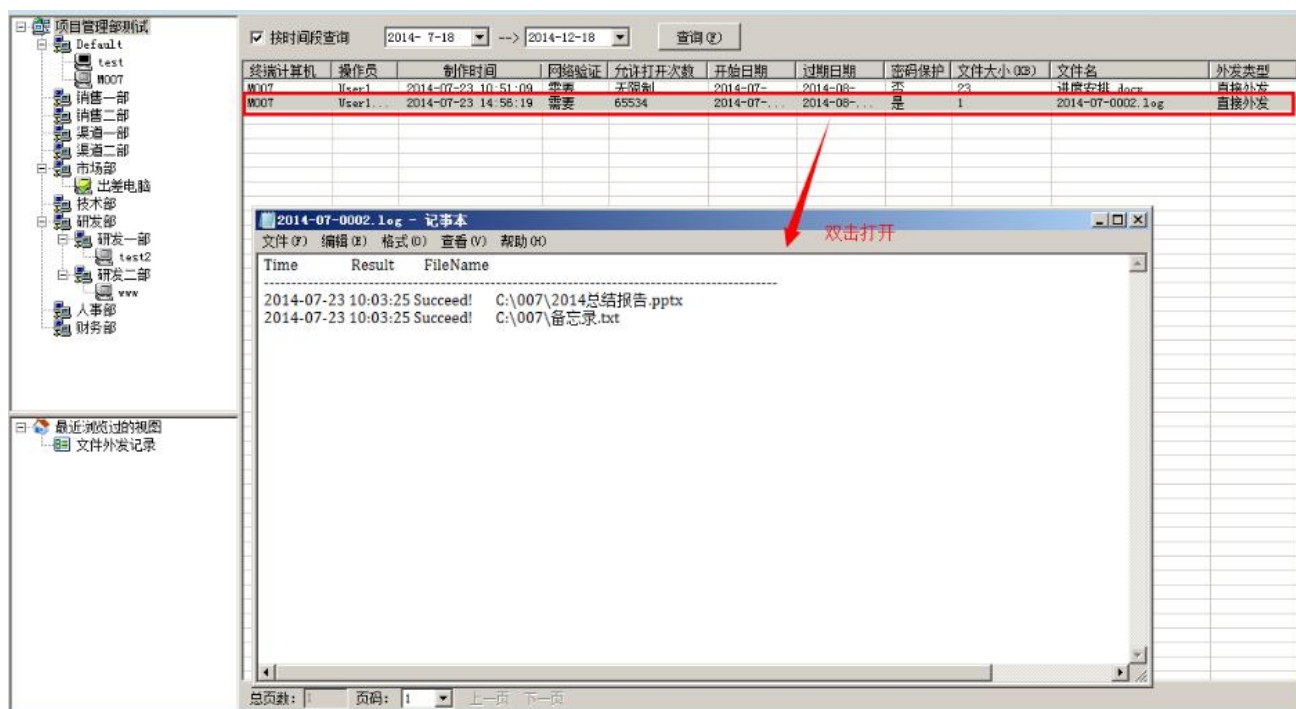 项目管理部测试
Default
test
M007
销售一部
销售二部
渠道一部
渠道二部
市场部
出差电脑
技术部
研发部
研发一部
test2
研发二部
www
人事部
财务部
最近浏览过的视图
文件外发记录
按时间段查询 2014- 7-18 --> 2014-12-18 查询(Q)
终端计算机 操作员 制作时间 网络验证 允许打开次数 开始日期 过期日期 密码保护 文件大小(KB) 文件名 外发类型
M007 User1 2014-07-23 10:51:09 需要 无限制 2014-07- 2014-08- 否 23 进度安排.docx 直接外发
M007 User1... 2014-07-23 14:56:19 需要 65534 2014-07-... 2014-08-... 是 1 2014-07-0002.log 直接外发
2014-07-0002.log - 记事本
双击打开
文件(F) 编辑(E) 格式(O) 查看(V) 帮助(H)
Time Result FileName
--------------------------------------------------------------------------------
2014-07-23 10:03:25 Succeed! C:\007\2014总结报告.pptx
2014-07-23 10:03:25 Succeed! C:\007\备忘录.txt
总页数: 1 页码: 1 上一页 下一页